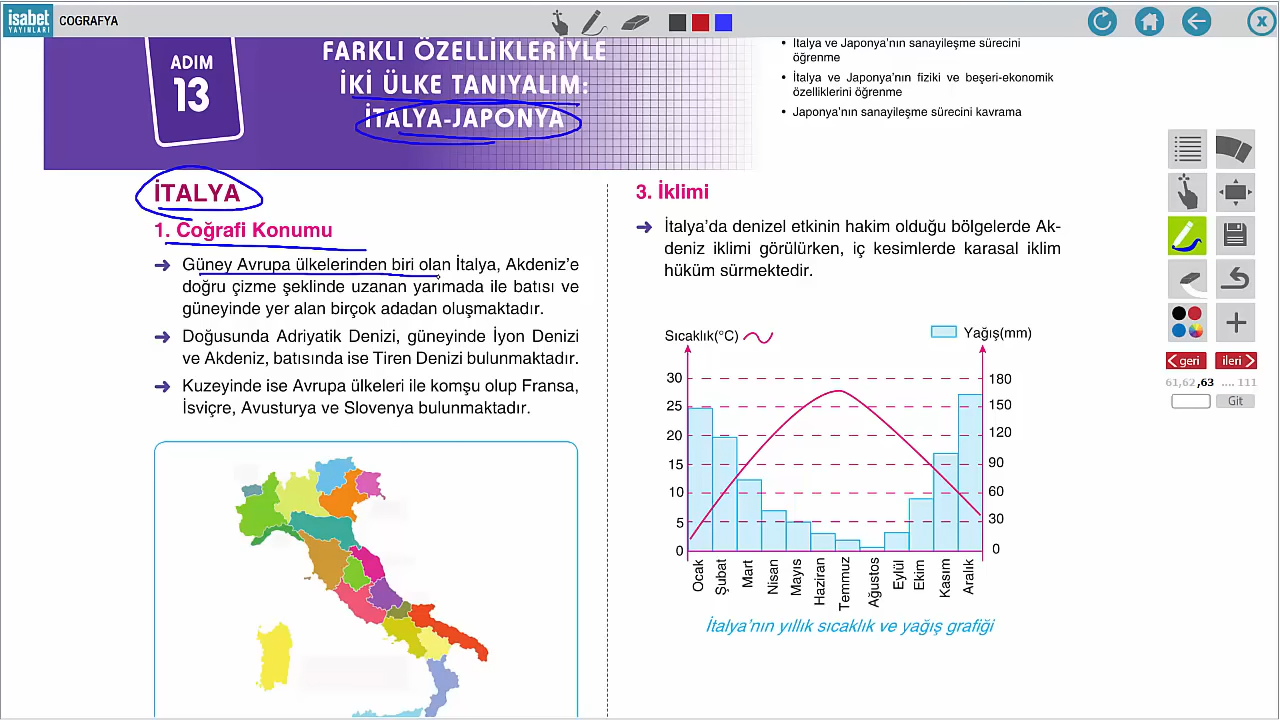 isabet
YAYINLARI
COGRAFYA
ADIM
13
FARKLI ÖZELLİKLERİYLE
İKİ ÜLKE TANIYALIM:
İTALYA-JAPONYA
• İtalya ve Japonya'nın sanayileşme sürecini
öğrenme
• İtalya ve Japonya'nın fiziki ve beşeri-ekonomik
özelliklerini öğrenme
• Japonya'nın sanayileşme sürecini kavrama
İTALYA
1. Coğrafi Konumu
➜ Güney Avrupa ülkelerinden biri olan İtalya, Akdeniz'e
doğru çizme şeklinde uzanan yarımada ile batısı ve
güneyinde yer alan birçok adadan oluşmaktadır.
➜ Doğusunda Adriyatik Denizi, güneyinde İyon Denizi
ve Akdeniz, batısında ise Tiren Denizi bulunmaktadır.
➜ Kuzeyinde ise Avrupa ülkeleri ile komşu olup Fransa,
İsviçre, Avusturya ve Slovenya bulunmaktadır.
3. İklimi
➜ İtalya'da denizel etkinin hakim olduğu bölgelerde Ak-
deniz iklimi görülürken, iç kesimlerde karasal iklim
hüküm sürmektedir.
Sıcaklık(°C)
Yağış(mm)
30
25
20
15
10
5
0
180
150
120
90
60
30
0
Ocak
Şubat
Mart
Nisan
Mayıs
Haziran
Temmuz
Ağustos
Eylül
Ekim
Kasım
Aralık
İtalya'nın yıllık sıcaklık ve yağış grafiği
geri
ileri
61,62,63 .... 111
Git